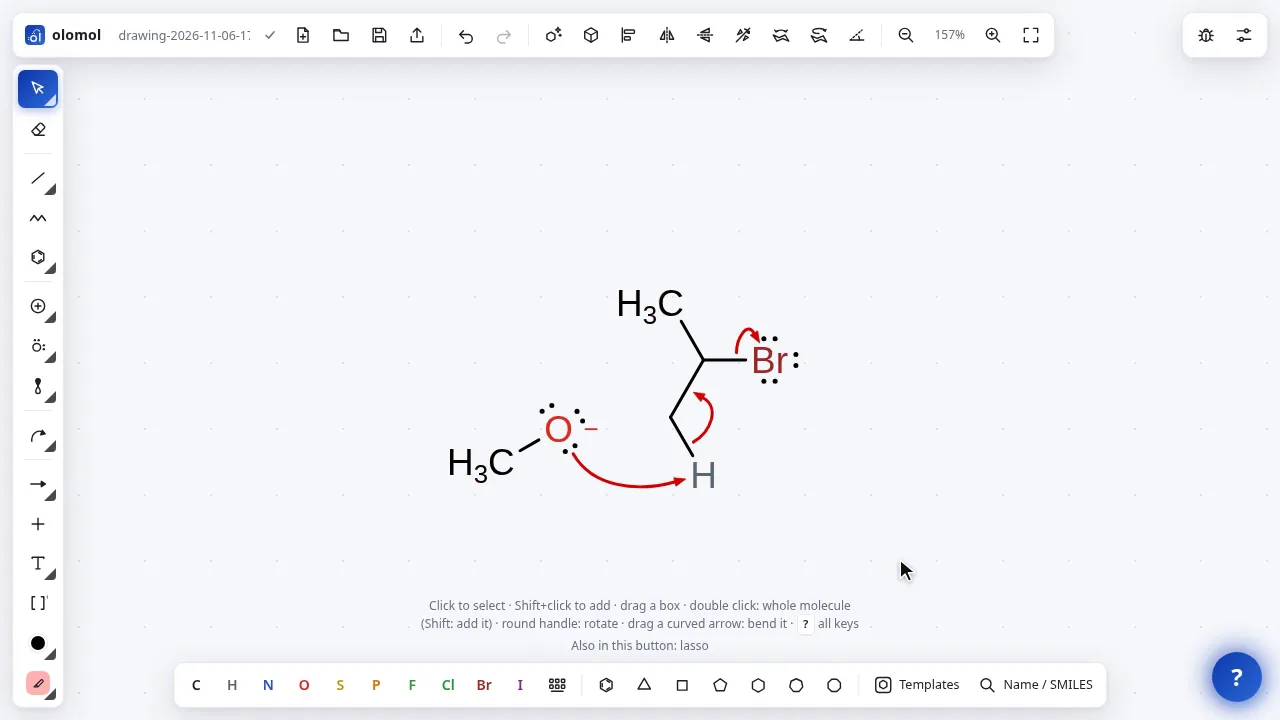 olomol drawing-2026-11-06-17 157%
H3C
Br
O −
H3C
H
T
[ ]
Click to select · Shift+click to add · drag a box · double click: whole molecule
(Shift: add it) · round handle: rotate · drag a curved arrow: bend it · ? all keys
Also in this button: lasso
C H N O S P F Cl Br I Templates Name / SMILES
?